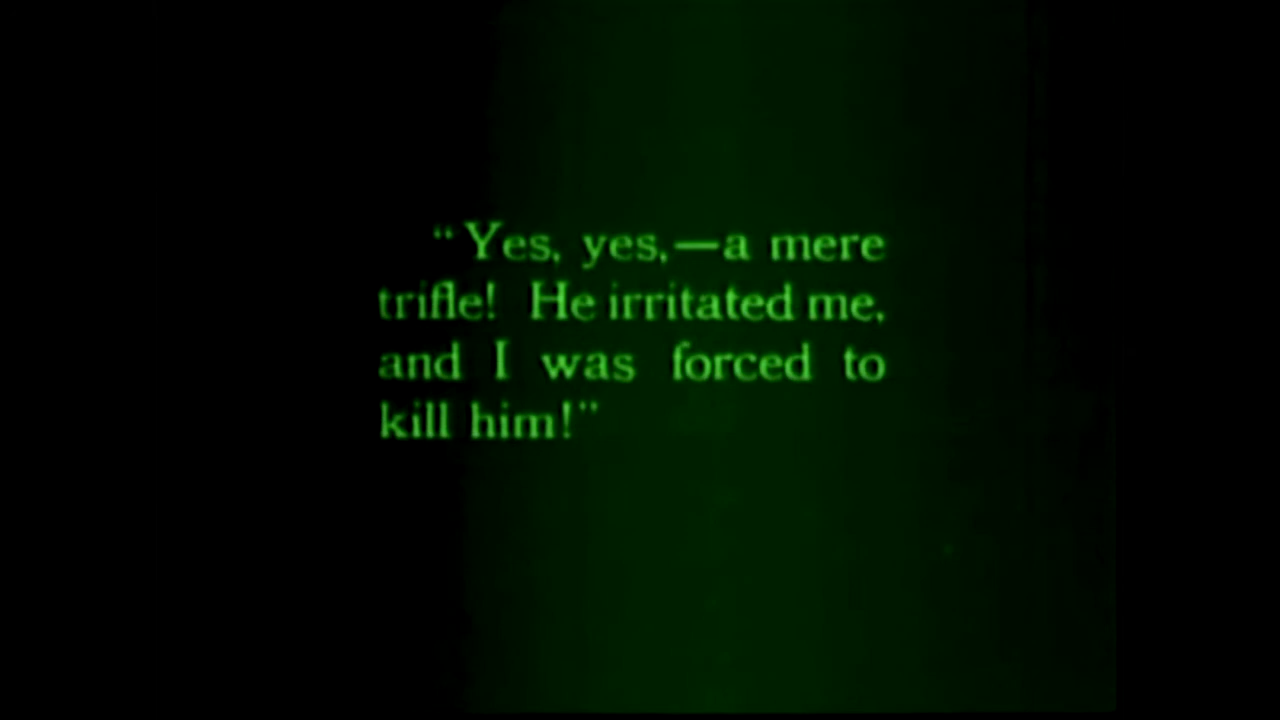 “Yes, yes,—a mere
trifle! He irritated me,
and I was forced to
kill him!”